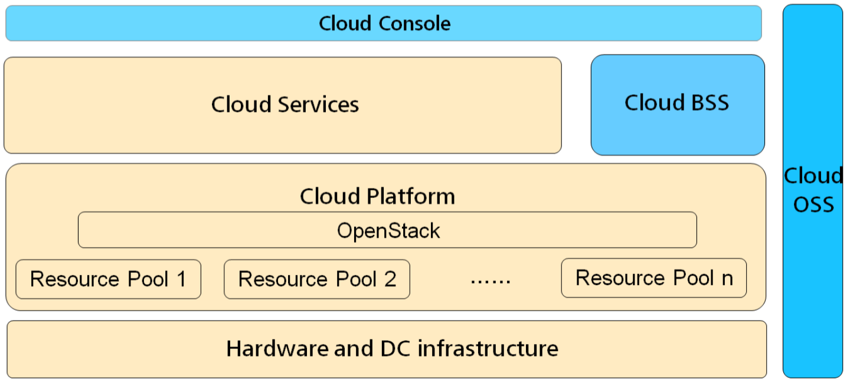 Cloud Console
Cloud Services
Cloud BSS
Cloud
OSS
Cloud Platform
OpenStack
Resource Pool 1
Resource Pool 2
......
Resource Pool n
Hardware and DC infrastructure